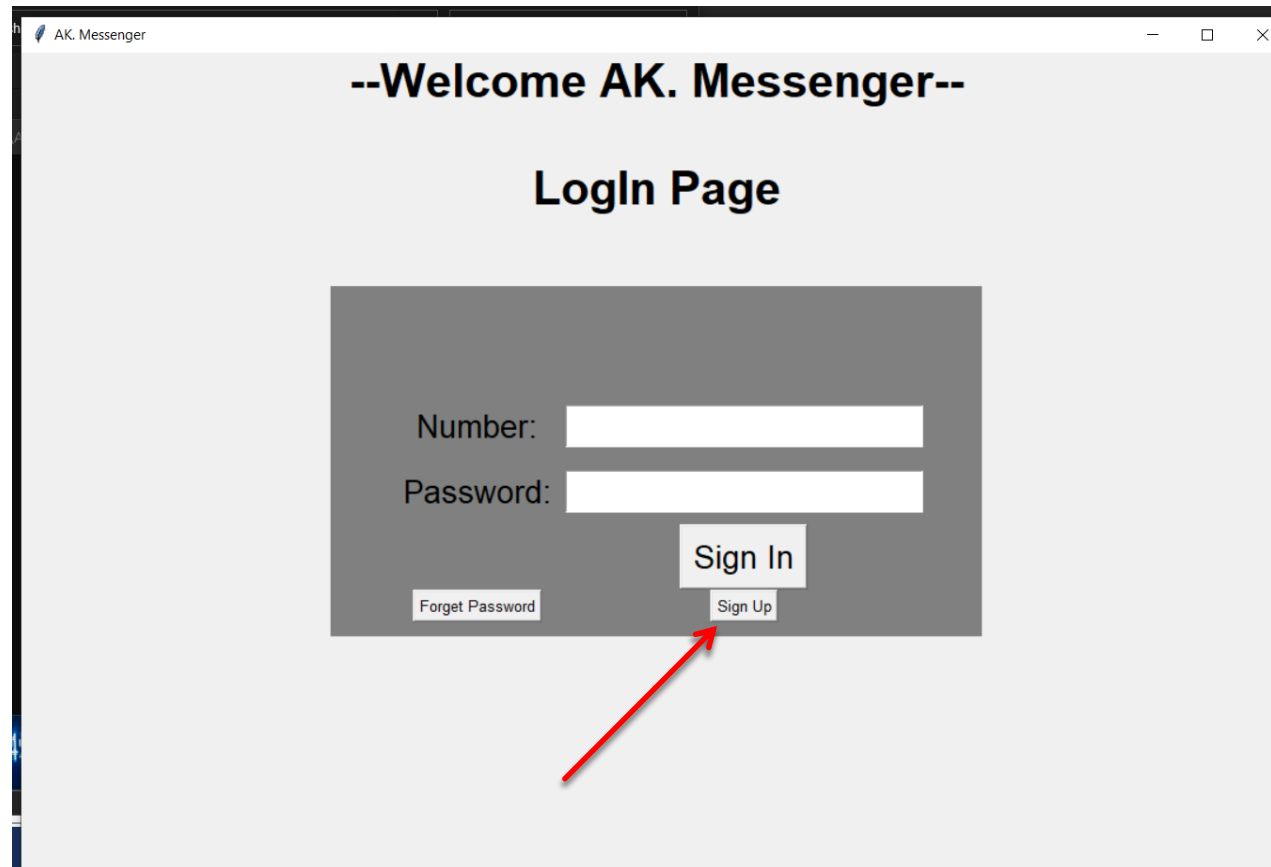 AK. Messenger
--Welcome AK. Messenger--
LogIn Page
Number:
Password:
Sign In
Forget Password
Sign Up